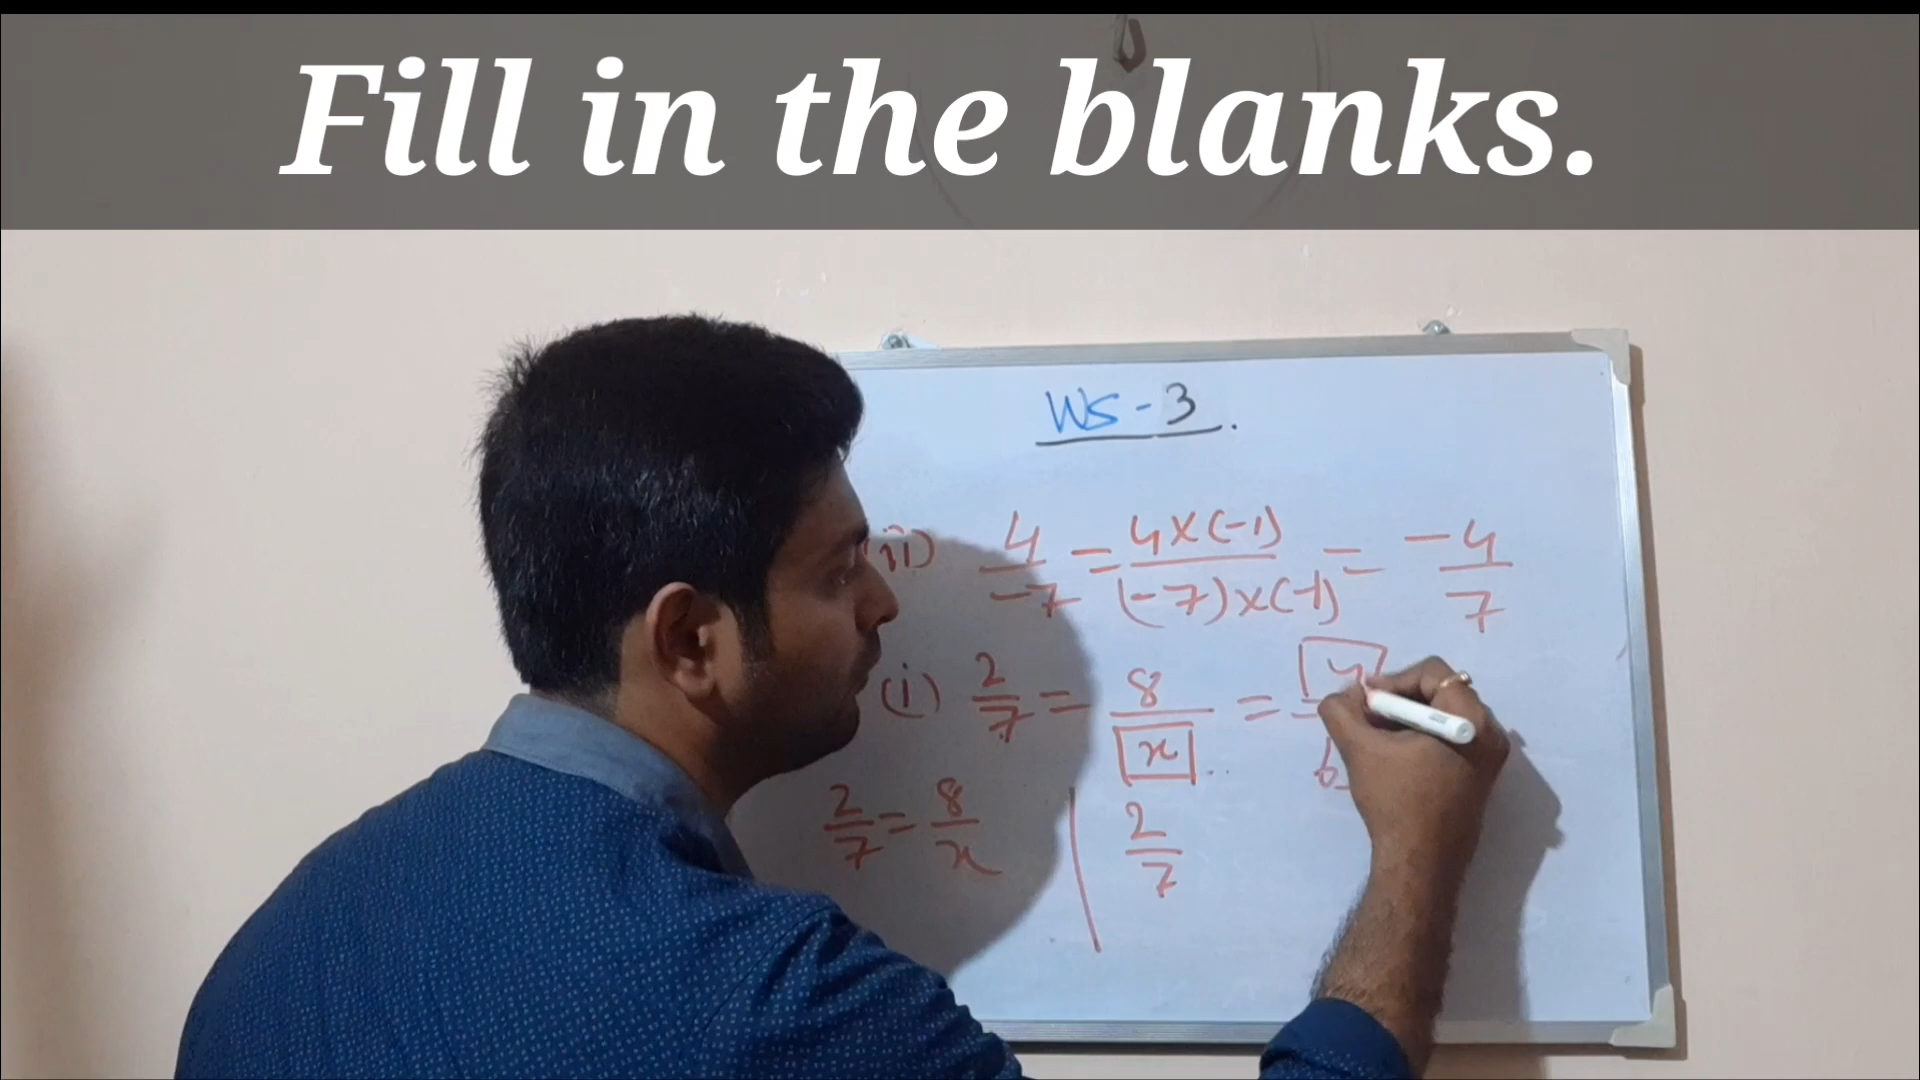 Fill in the blanks.
WS-3.
(ii) 4/-7 = 4x(-1)/(-7)x(-1) = -4/7
(i) 2/7 = 8/x = y/
2/7 = 8/x | 2/7